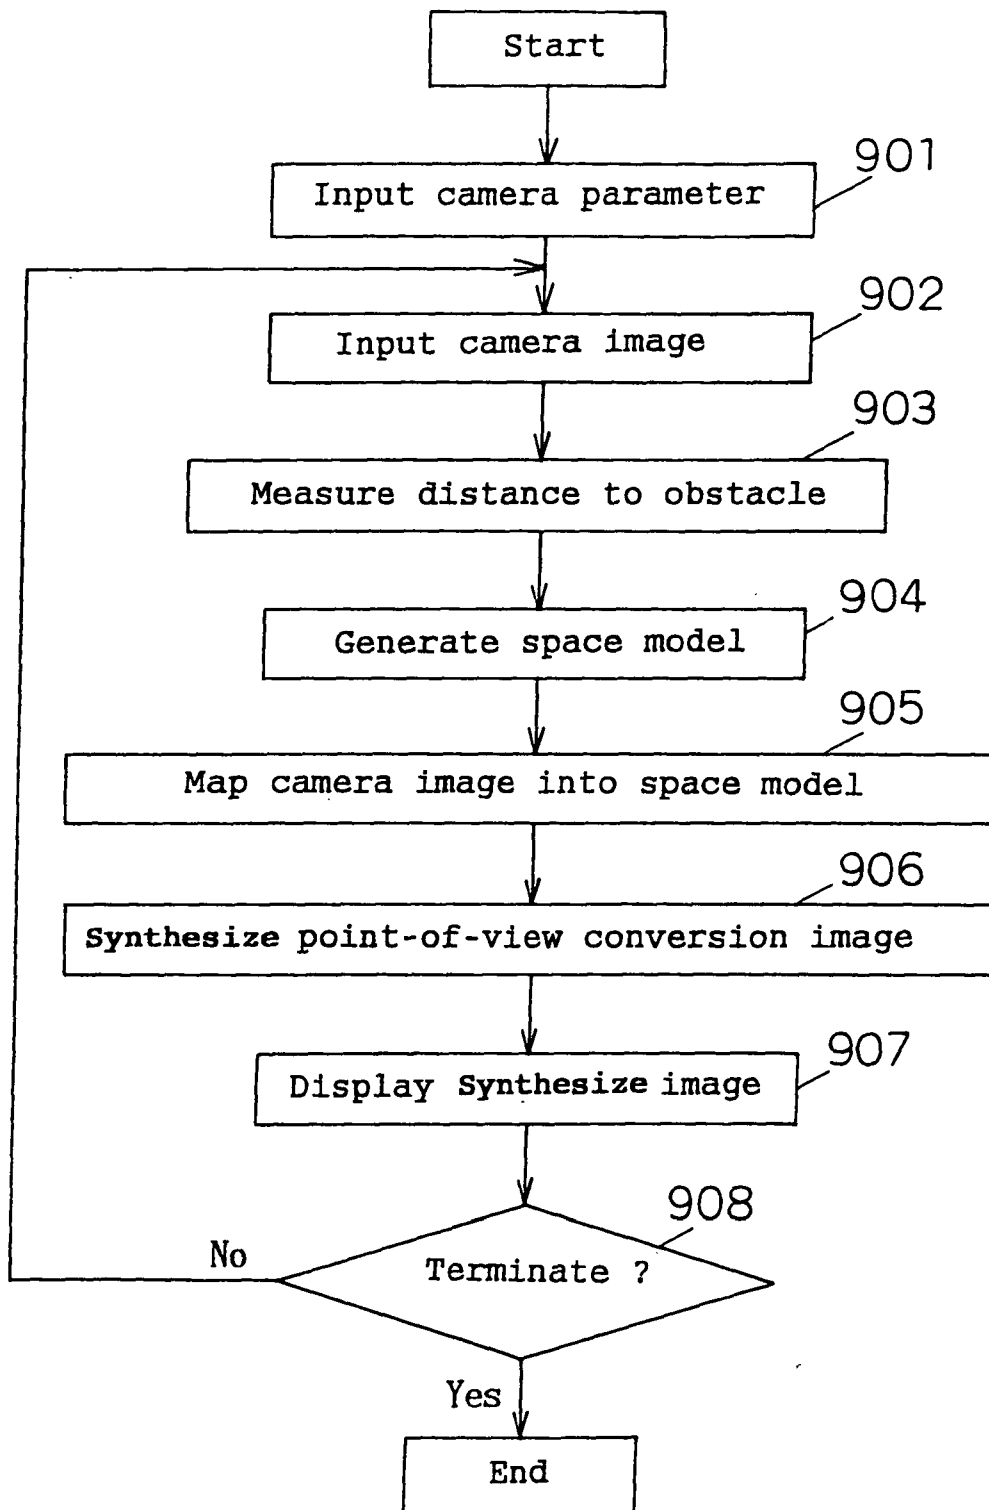 Start
901
Input camera parameter
902
Input camera image
903
Measure distance to obstacle
904
Generate space model
905
Map camera image into space model
906
Synthesize point-of-view conversion image
907
Display Synthesize image
908
No
Terminate ?
Yes
End